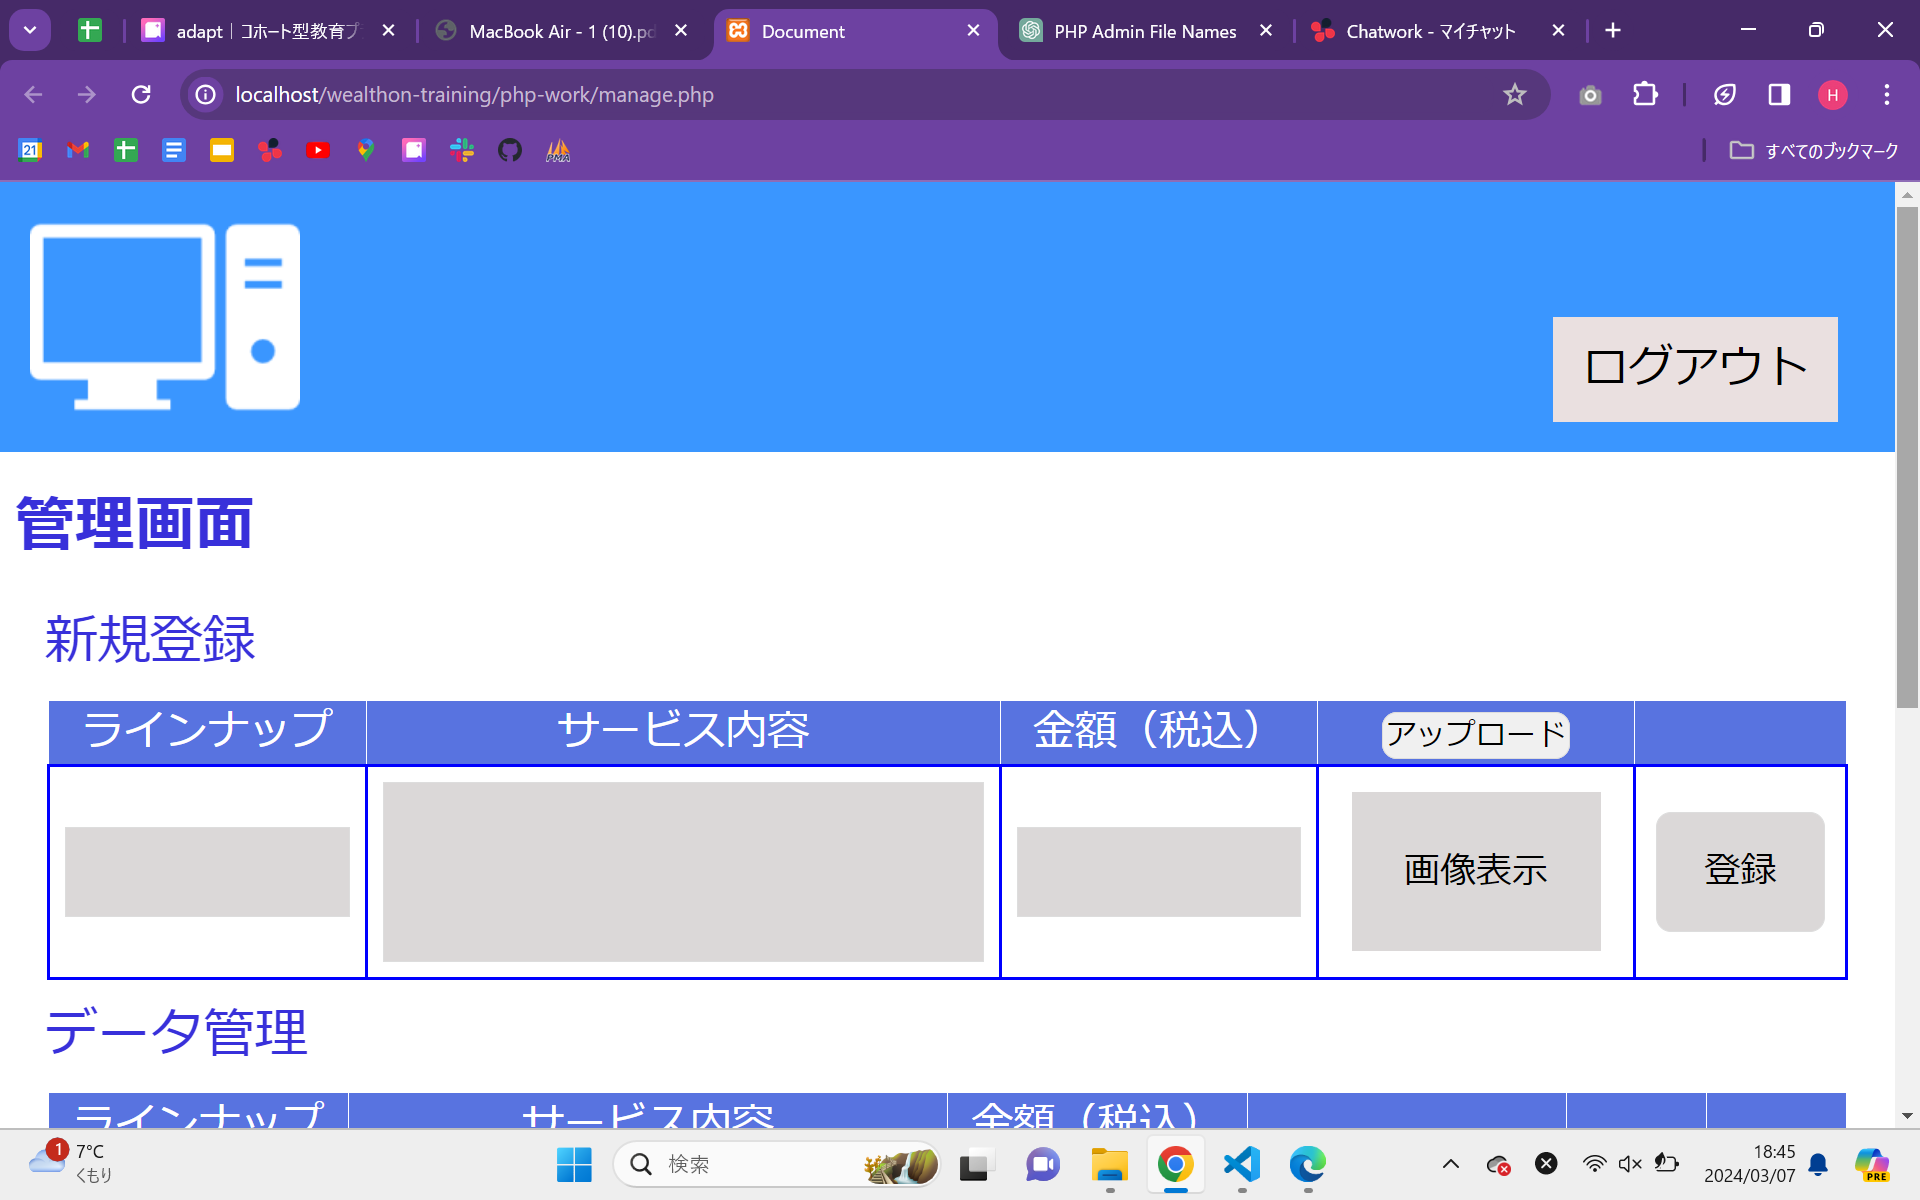 adapt｜コホート型教育プ
MacBook Air - 1 (10).pd
Document
PHP Admin File Names
Chatwork - マイチャット
localhost/wealthon-training/php-work/manage.php
H
21
PMA
すべてのブックマーク
ログアウト
管理画面
新規登録
ラインナップ
サービス内容
金額（税込）
アップロード
画像表示
登録
データ管理
ラインナップ
サービス内容
金額（税込）
1
7°C
くもり
検索
18:45
2024/03/07
PRE